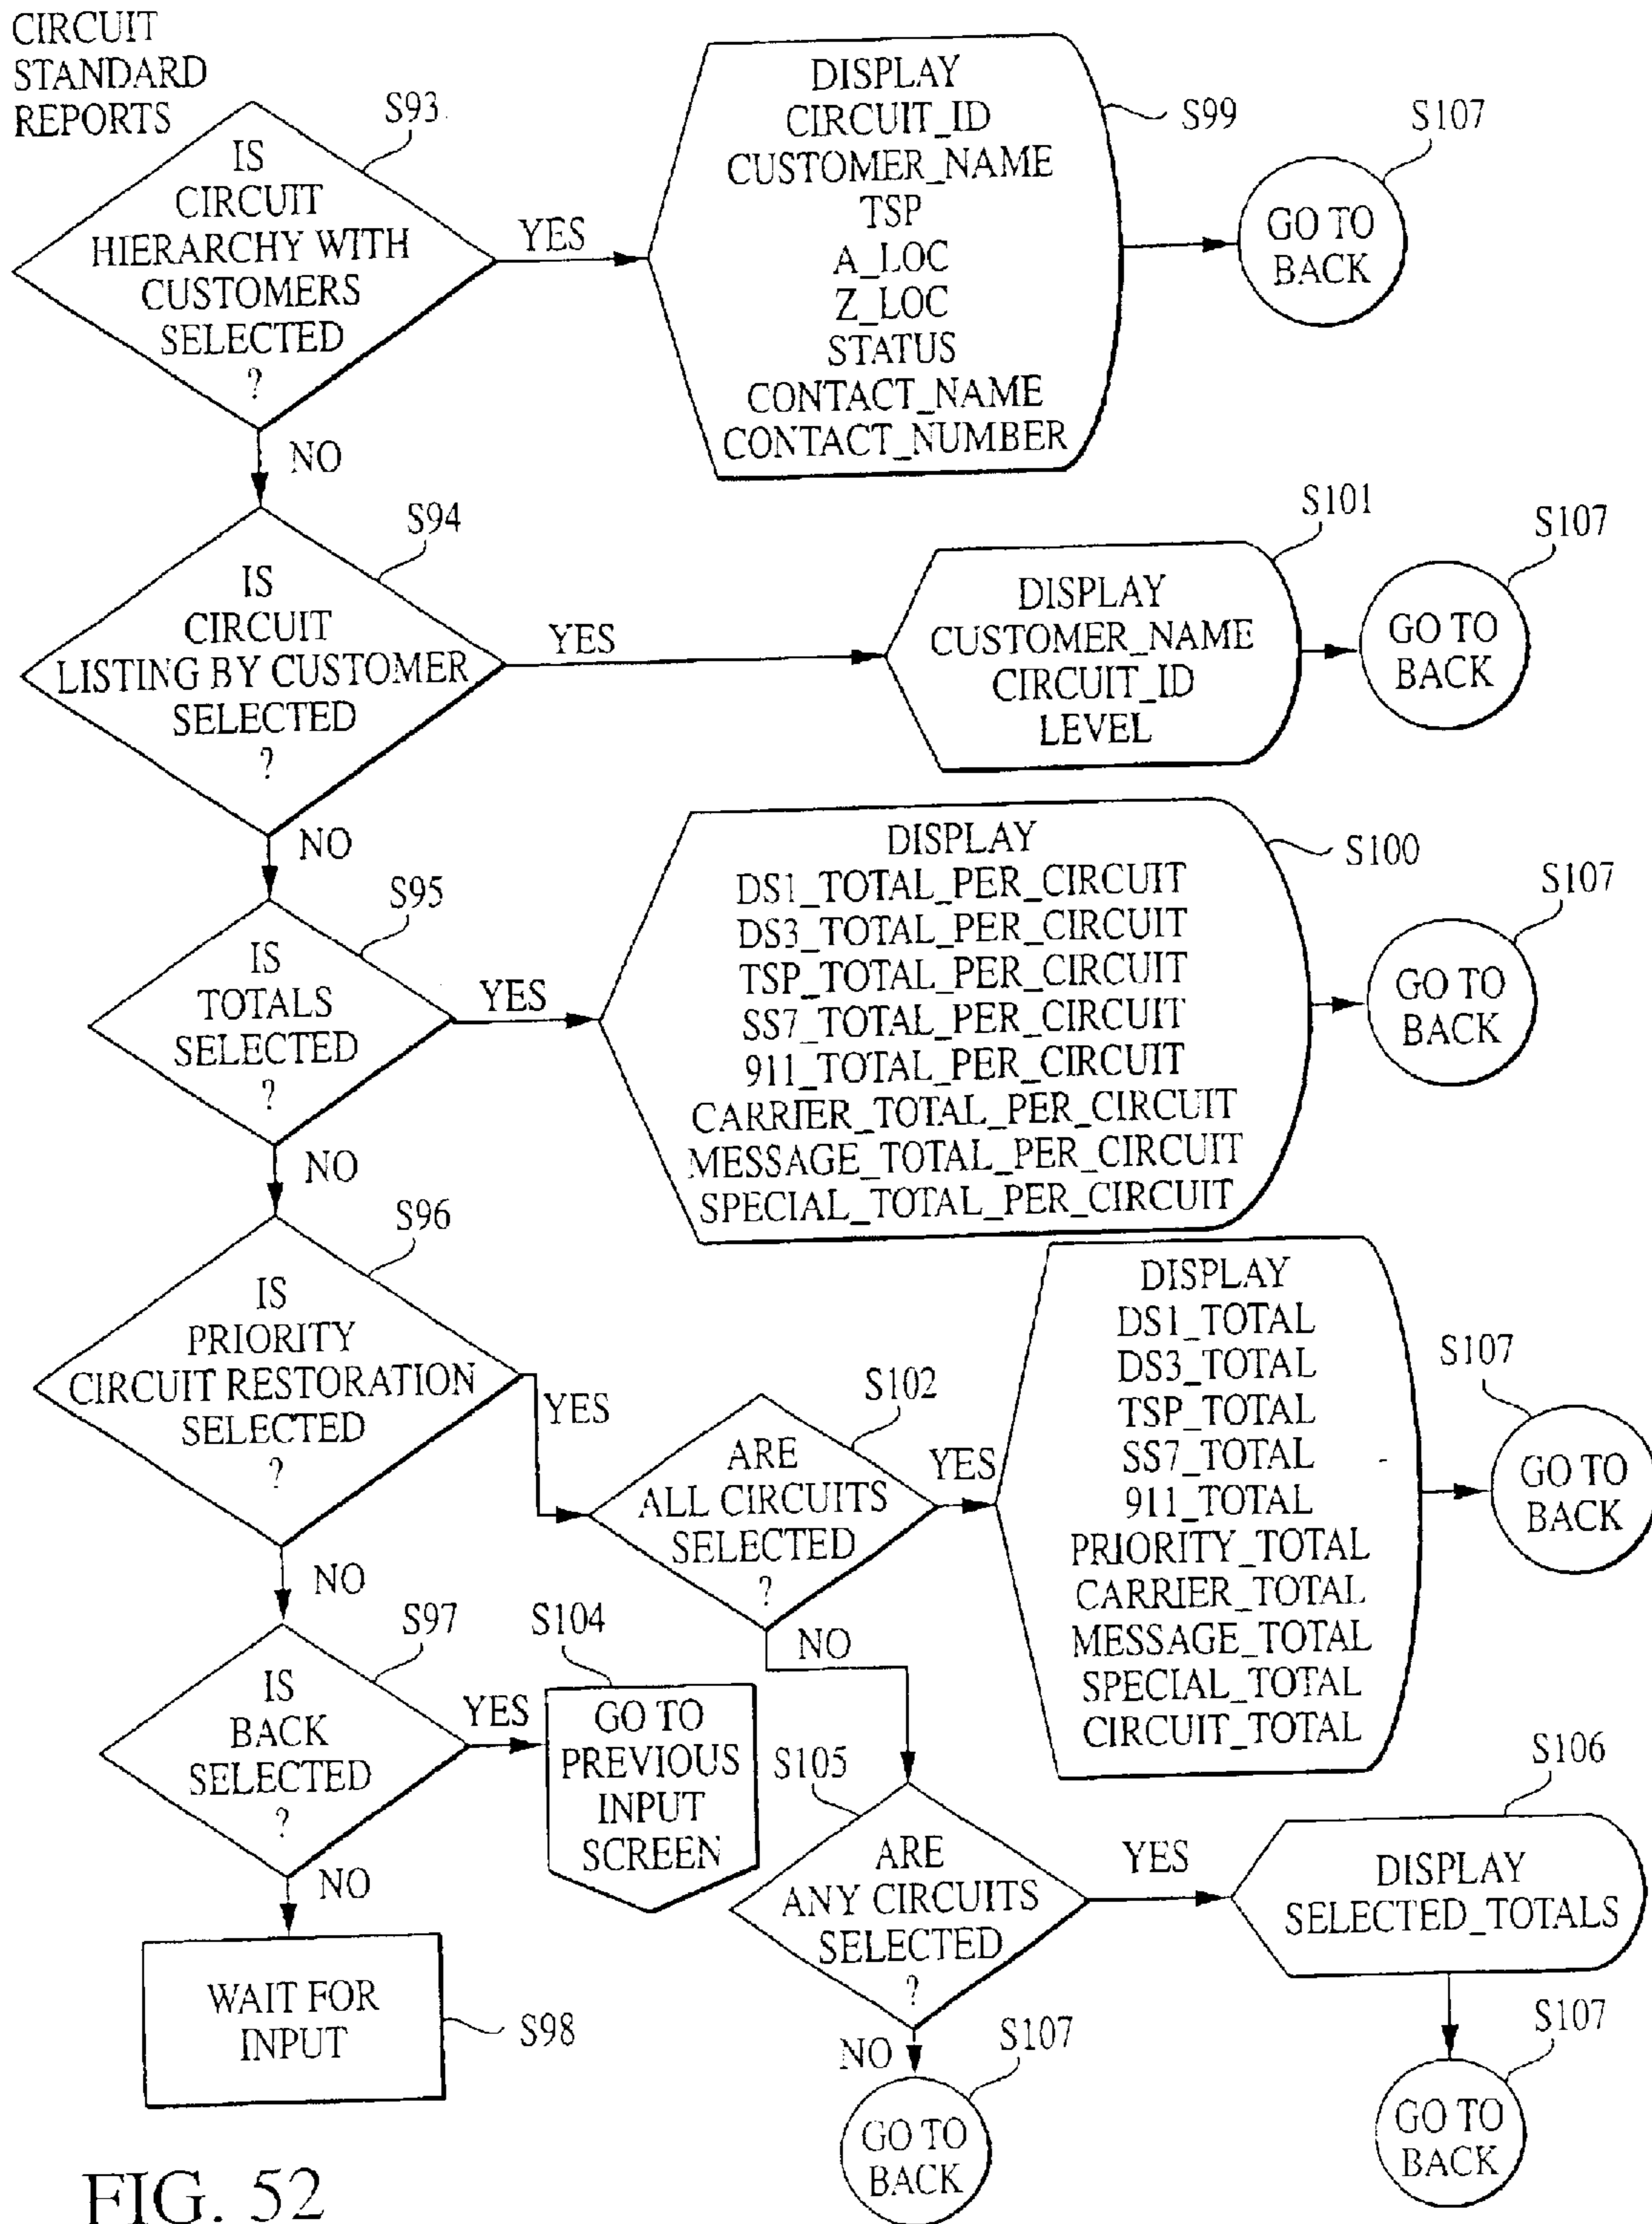 CIRCUIT
STANDARD
REPORTS
S93
IS
CIRCUIT
HIERARCHY WITH
CUSTOMERS
SELECTED
?
YES
NO
DISPLAY
CIRCUIT_ID
CUSTOMER_NAME
TSP
A_LOC
Z_LOC
STATUS
CONTACT_NAME
CONTACT_NUMBER
S99
S107
GO TO
BACK
S94
IS
CIRCUIT
LISTING BY CUSTOMER
SELECTED
?
YES
NO
S101
DISPLAY
CUSTOMER_NAME
CIRCUIT_ID
LEVEL
S107
GO TO
BACK
S95
IS
TOTALS
SELECTED
?
YES
NO
DISPLAY
DS1_TOTAL_PER_CIRCUIT
DS3_TOTAL_PER_CIRCUIT
TSP_TOTAL_PER_CIRCUIT
SS7_TOTAL_PER_CIRCUIT
911_TOTAL_PER_CIRCUIT
CARRIER_TOTAL_PER_CIRCUIT
MESSAGE_TOTAL_PER_CIRCUIT
SPECIAL_TOTAL_PER_CIRCUIT
S100
S107
GO TO
BACK
S96
IS
PRIORITY
CIRCUIT RESTORATION
SELECTED
?
YES
NO
S102
ARE
ALL CIRCUITS
SELECTED
?
YES
NO
DISPLAY
DS1_TOTAL
DS3_TOTAL
TSP_TOTAL
SS7_TOTAL
911_TOTAL
PRIORITY_TOTAL
CARRIER_TOTAL
MESSAGE_TOTAL
SPECIAL_TOTAL
CIRCUIT_TOTAL
S107
GO TO
BACK
S97
IS
BACK
SELECTED
?
YES
NO
S104
GO TO
PREVIOUS
INPUT
SCREEN
S105
ARE
ANY CIRCUITS
SELECTED
?
YES
NO
S106
DISPLAY
SELECTED_TOTALS
S107
GO TO
BACK
S107
GO TO
BACK
WAIT FOR
INPUT
S98
FIG. 52